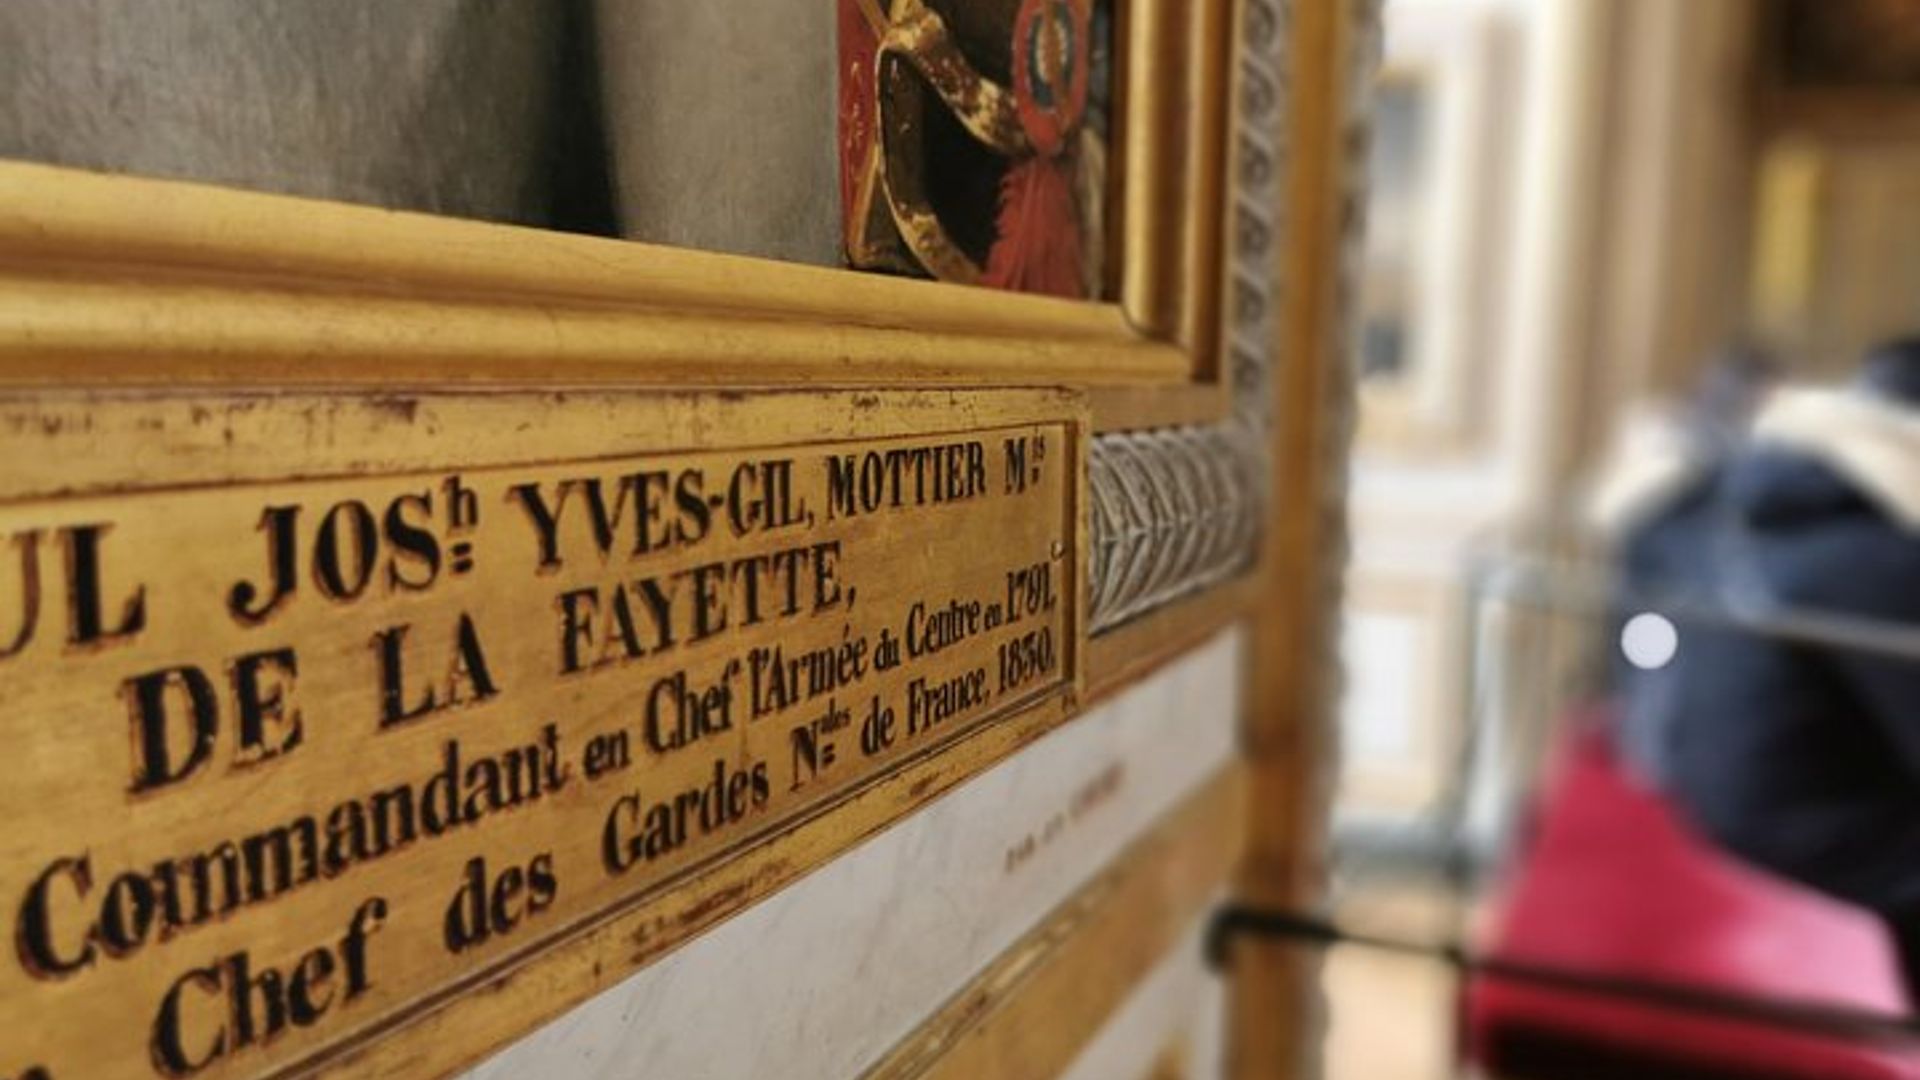 UL JOSh YVES-GIL, MOTTIER Mis
DE LA FAYETTE,
Commandant en Chef l'Armée du Centre en 1791.
Chef des Gardes Nales de France, 1830.